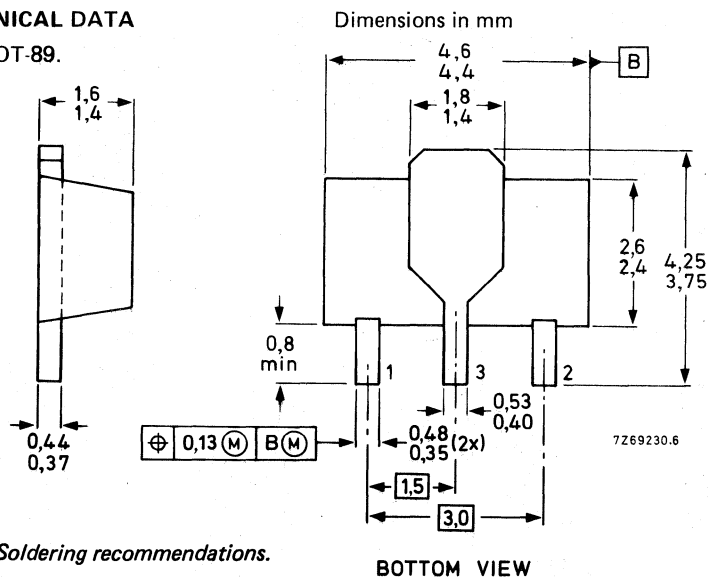 NICAL DATA
Dimensions in mm
OT-89.
4,6
4,4
B
1,6
1,4
1,8
1,4
2,6
2,4
4,25
3,75
0,8
min
1
3
2
0,53
0,40
0,44
0,37
⌖ 0,13 Ⓜ B Ⓜ
0,48
0,35 (2x)
7Z69230.6
1,5
3,0
Soldering recommendations.
BOTTOM VIEW